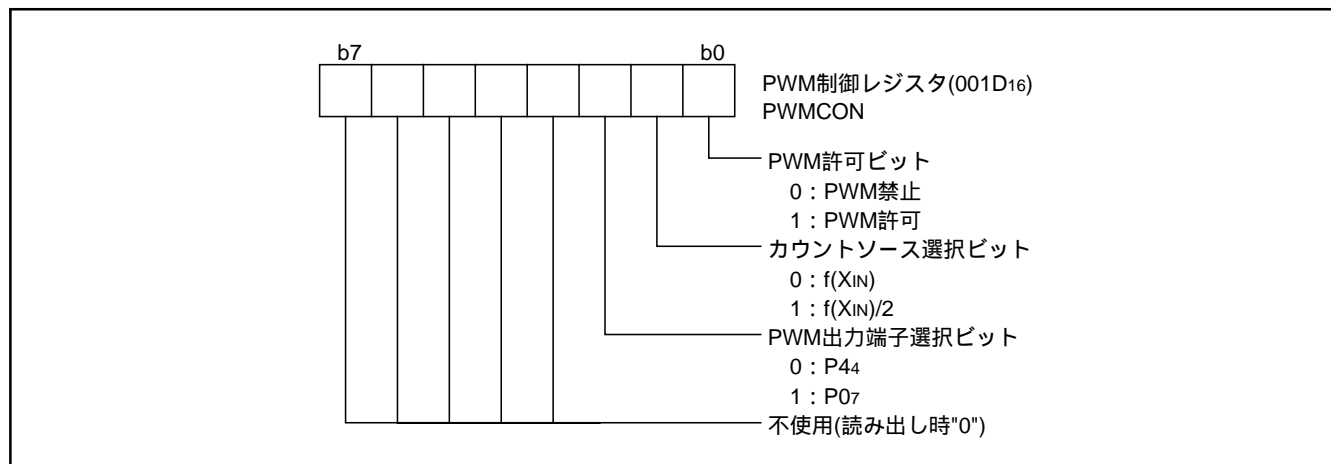 b7 b0
PWM制御レジスタ(001D16)
PWMCON
PWM許可ビット
0：PWM禁止
1：PWM許可
カウントソース選択ビット
0：f(XIN)
1：f(XIN)/2
PWM出力端子選択ビット
0：P44
1：P07
不使用(読み出し時"0")